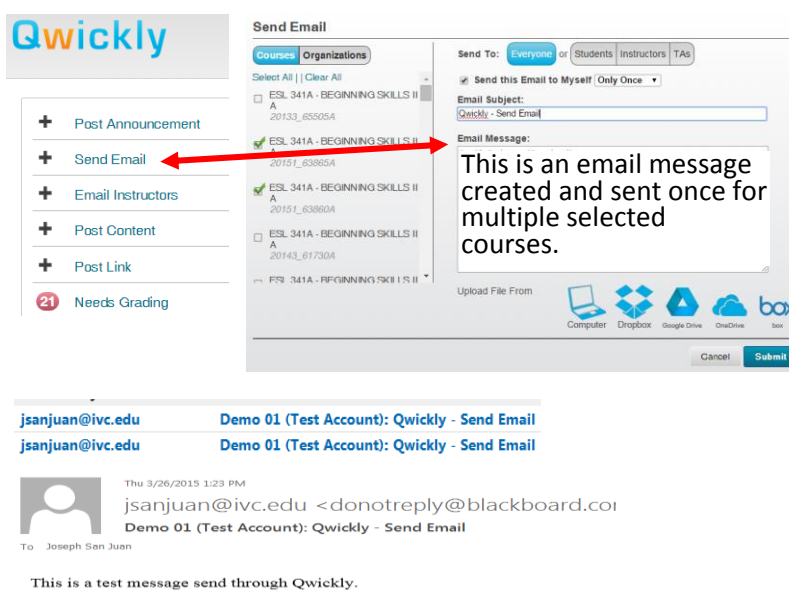 Qwickly
Post Announcement
Send Email
Email Instructors
Post Content
Post Link
21 Needs Grading
Send Email
Courses Organizations
Select All | | Clear All
ESL 341A - BEGINNING SKILLS II
A
20133_65505A
ESL 341A - BEGINNING SKILLS II
A
20151_63865A
ESL 341A - BEGINNING SKILLS II
A
20151_63860A
ESL 341A - BEGINNING SKILLS II
A
20143_61730A
ESL 341A - BEGINNING SKILLS II
Send To: Everyone or Students Instructors TAs
Send this Email to Myself Only Once
Email Subject:
Qwickly - Send Email
Email Message:
This is an email message
created and sent once for
multiple selected
courses.
Upload File From
Computer Dropbox Google Drive OneDrive box
box
Cancel Submit
jsanjuan@ivc.edu Demo 01 (Test Account): Qwickly - Send Email
jsanjuan@ivc.edu Demo 01 (Test Account): Qwickly - Send Email
Thu 3/26/2015 1:23 PM
jsanjuan@ivc.edu <donotreply@blackboard.co
Demo 01 (Test Account): Qwickly - Send Email
To Joseph San Juan
This is a test message send through Qwickly.